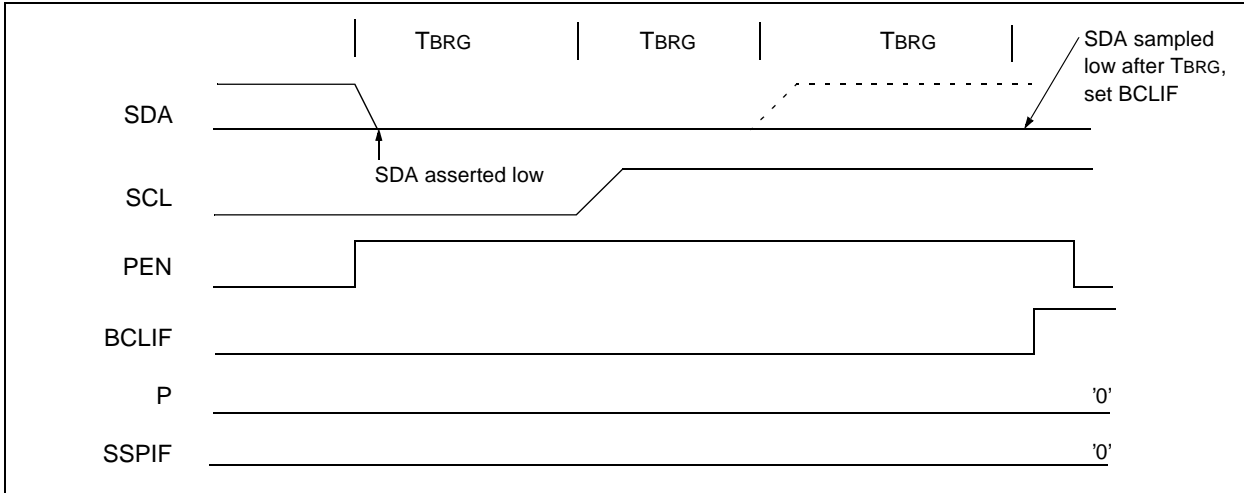 TBRG TBRG TBRG
SDA sampled
low after TBRG,
set BCLIF
SDA
SDA asserted low
SCL
PEN
BCLIF
P '0'
SSPIF '0'